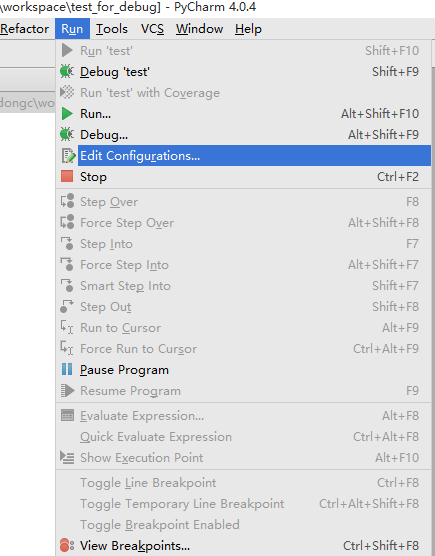 \workspace\test_for_debug] - PyCharm 4.0.4
Refactor Run Tools VCS Window Help
Run 'test' Shift+F10
Debug 'test' Shift+F9
Run 'test' with Coverage
dongc\wo
Run... Alt+Shift+F10
Debug... Alt+Shift+F9
Edit Configurations...
Stop Ctrl+F2
Step Over F8
Force Step Over Alt+Shift+F8
Step Into F7
Force Step Into Alt+Shift+F7
Smart Step Into Shift+F7
Step Out Shift+F8
Run to Cursor Alt+F9
Force Run to Cursor Ctrl+Alt+F9
Pause Program
Resume Program F9
Evaluate Expression... Alt+F8
Quick Evaluate Expression Ctrl+Alt+F8
Show Execution Point Alt+F10
Toggle Line Breakpoint Ctrl+F8
Toggle Temporary Line Breakpoint Ctrl+Alt+Shift+F8
Toggle Breakpoint Enabled
View Breakpoints... Ctrl+Shift+F8